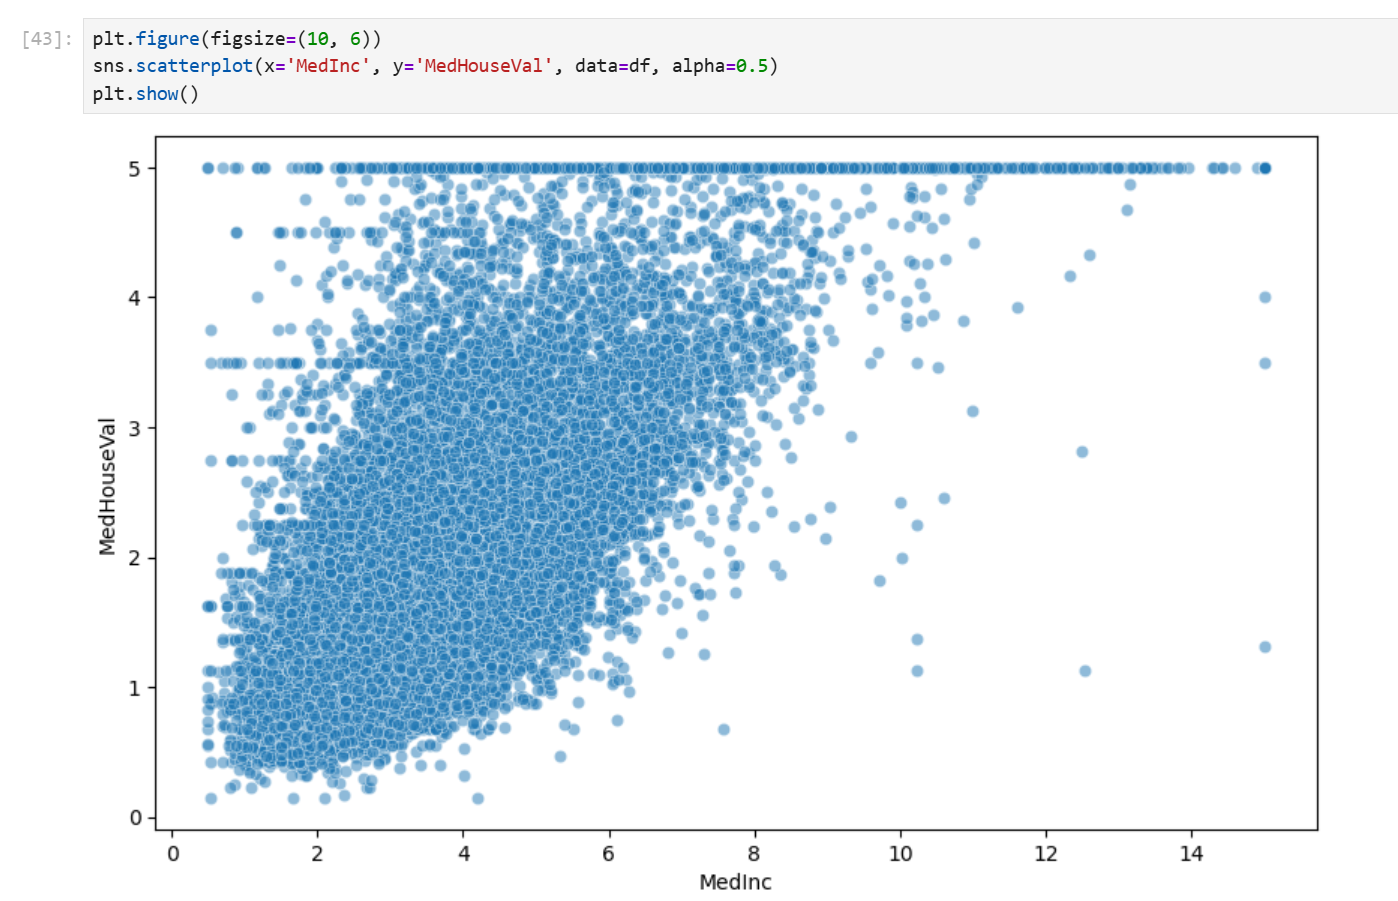 [43]:
plt.figure(figsize=(10, 6))
sns.scatterplot(x='MedInc', y='MedHouseVal', data=df, alpha=0.5)
plt.show()
5
4
3
2
1
0
MedHouseVal
0 2 4 6 8 10 12 14
MedInc